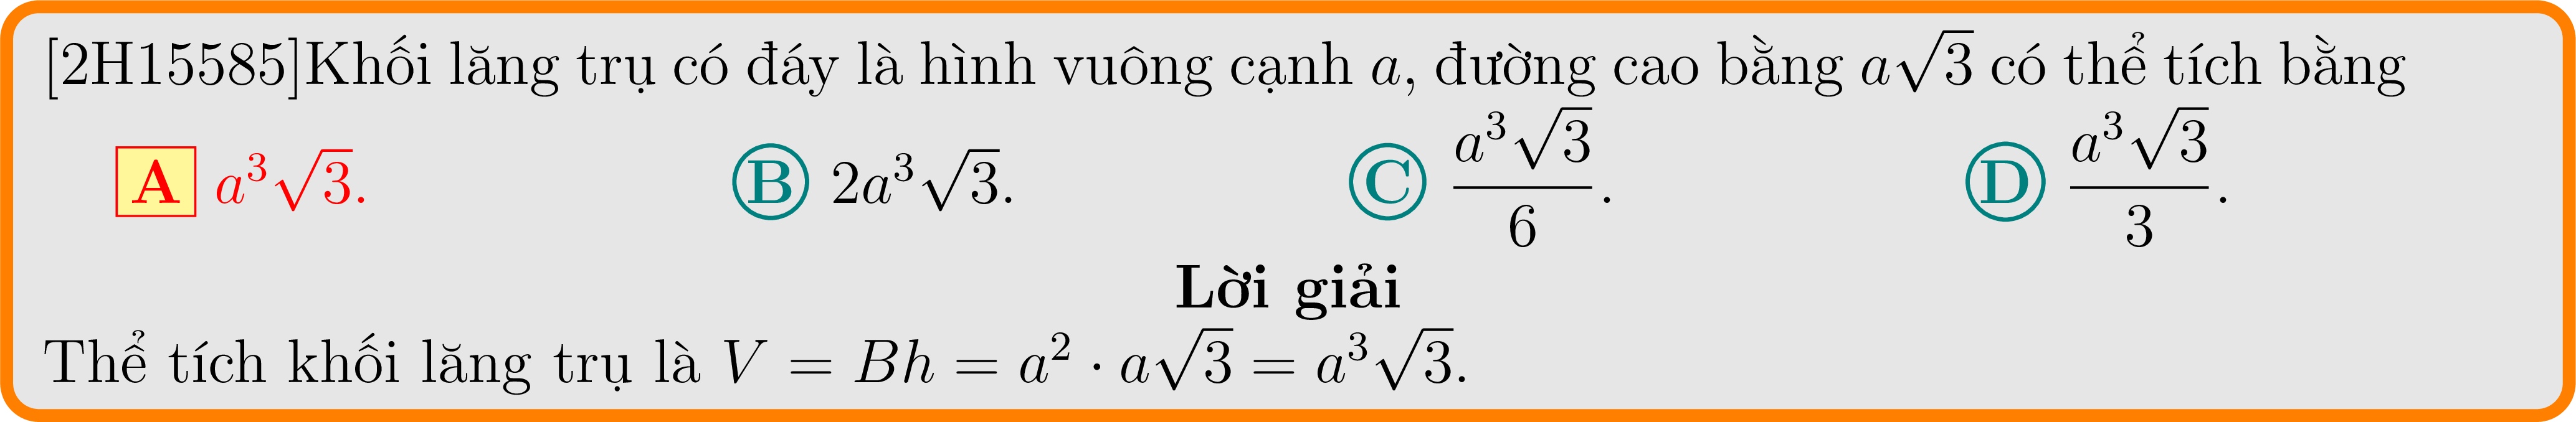 [2H15585]Khối lăng trụ có đáy là hình vuông cạnh $a$, đường cao bằng $a\sqrt{3}$ có thể tích bằng
A $a^3\sqrt{3}$. B $2a^3\sqrt{3}$. C $\dfrac{a^3\sqrt{3}}{6}$. D $\dfrac{a^3\sqrt{3}}{3}$.
Lời giải
Thể tích khối lăng trụ là $V = Bh = a^2 \cdot a\sqrt{3} = a^3\sqrt{3}$.